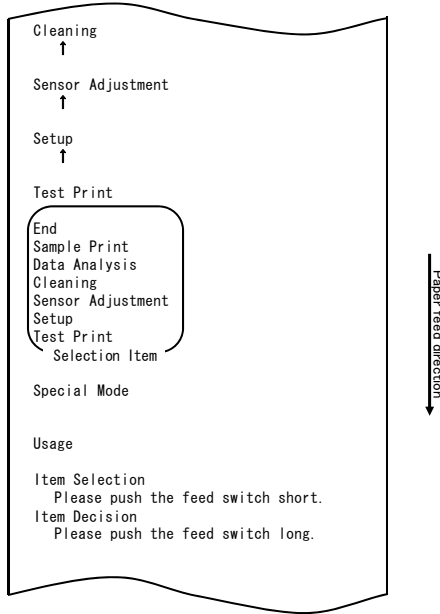 Cleaning
↑
Sensor Adjustment
↑
Setup
↑
Test Print
End
Sample Print
Data Analysis
Cleaning
Sensor Adjustment
Setup
Test Print
Selection Item
Special Mode
Usage
Item Selection
Please push the feed switch short.
Item Decision
Please push the feed switch long.
Paper feed direction